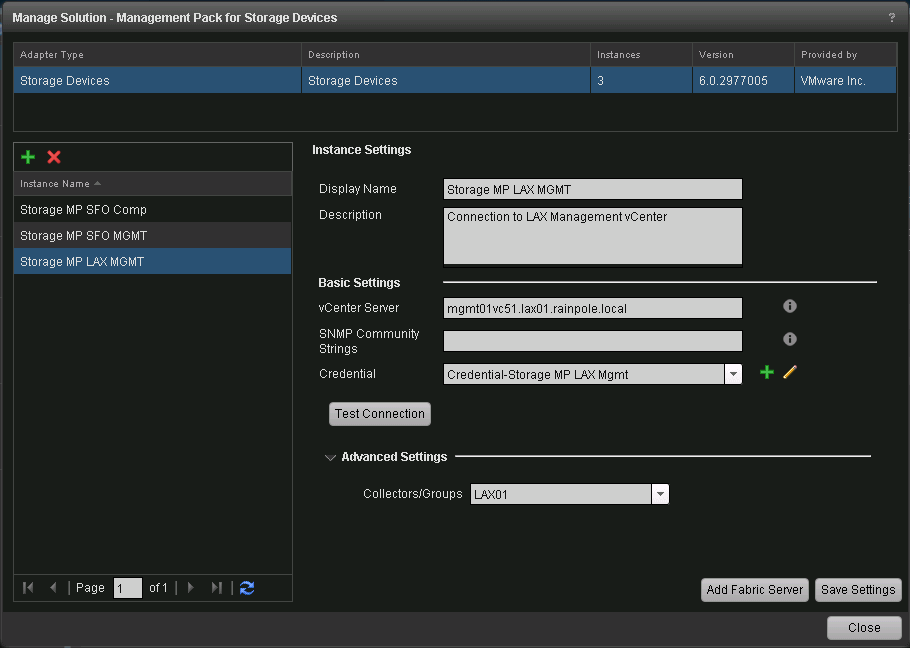 Manage Solution - Management Pack for Storage Devices ?
Adapter Type Description Instances Version Provided by
Storage Devices Storage Devices 3 6.0.2977005 VMware Inc.
Instance Settings
Instance Name
Storage MP SFO Comp
Storage MP SFO MGMT
Storage MP LAX MGMT
Display Name Storage MP LAX MGMT
Description Connection to LAX Management vCenter
Basic Settings
vCenter Server mgmt01vc51.lax01.rainpole.local
SNMP Community
Strings
Credential Credential-Storage MP LAX Mgmt
Test Connection
Advanced Settings
Collectors/Groups LAX01
Page 1 of 1
Add Fabric Server Save Settings
Close